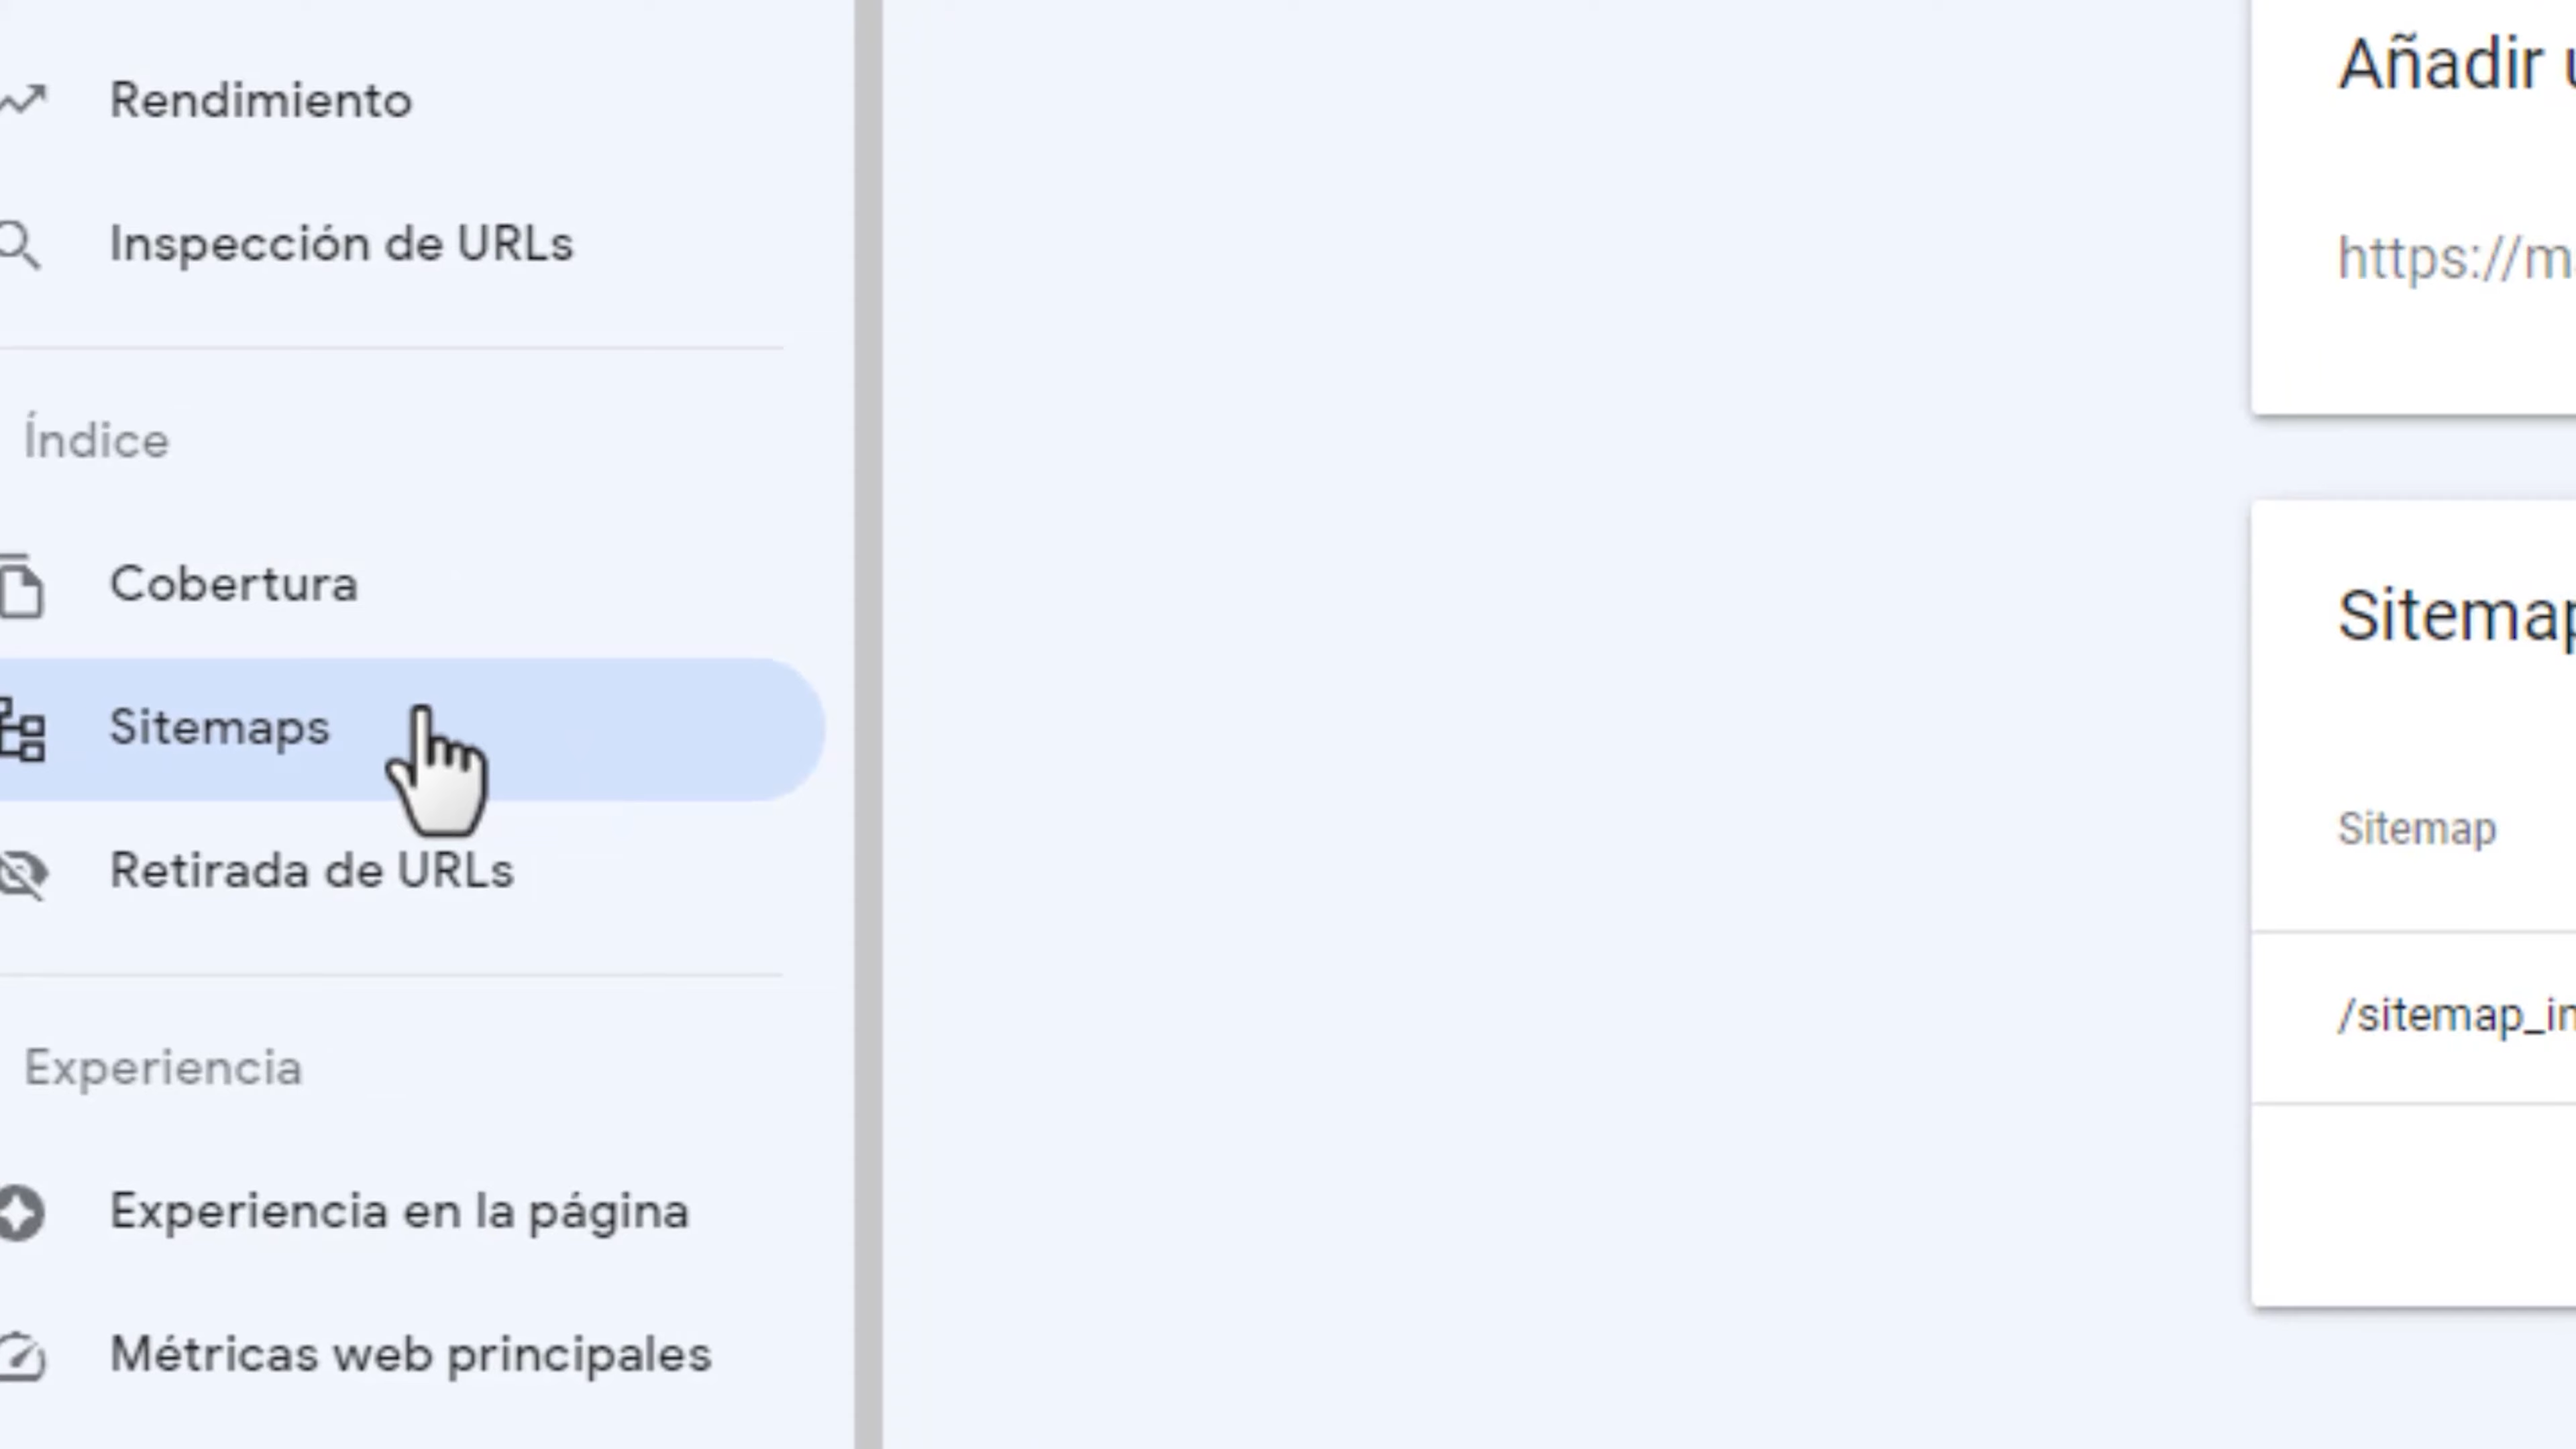 Rendimiento
Inspección de URLs
Índice
Cobertura
Sitemaps
Retirada de URLs
Experiencia
Experiencia en la página
Métricas web principales
Añadir
https://m
Sitemap
Sitemap
/sitemap_in